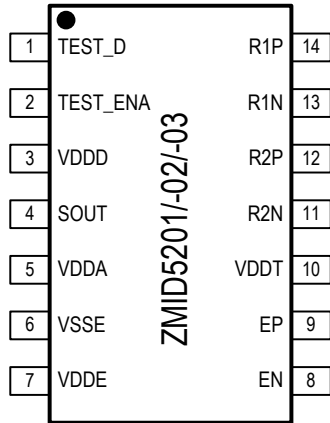 1 TEST_D R1P 14
2 TEST_ENA R1N 13
3 VDDD R2P 12
4 SOUT R2N 11
5 VDDA VDDT 10
6 VSSE EP 9
7 VDDE EN 8
ZMID5201/-02/-03